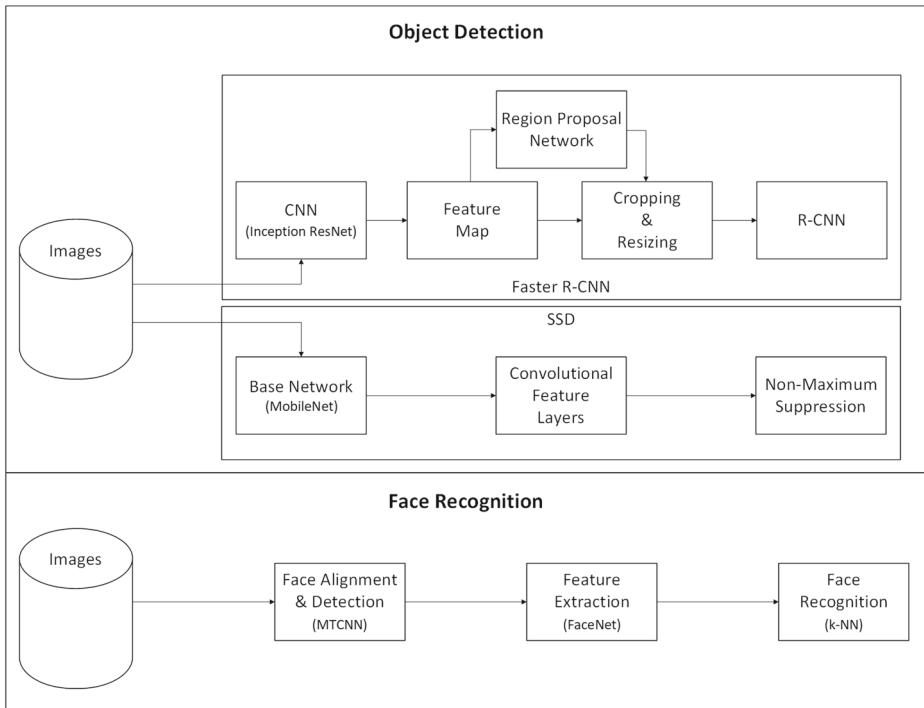 Object Detection
Region Proposal
Network
CNN
(Inception ResNet)
Feature
Map
Cropping
&
Resizing
R-CNN
Images
Faster R-CNN
SSD
Base Network
(MobileNet)
Convolutional
Feature
Layers
Non-Maximum
Suppression
Face Recognition
Images
Face Alignment
& Detection
(MTCNN)
Feature
Extraction
(FaceNet)
Face
Recognition
(k-NN)